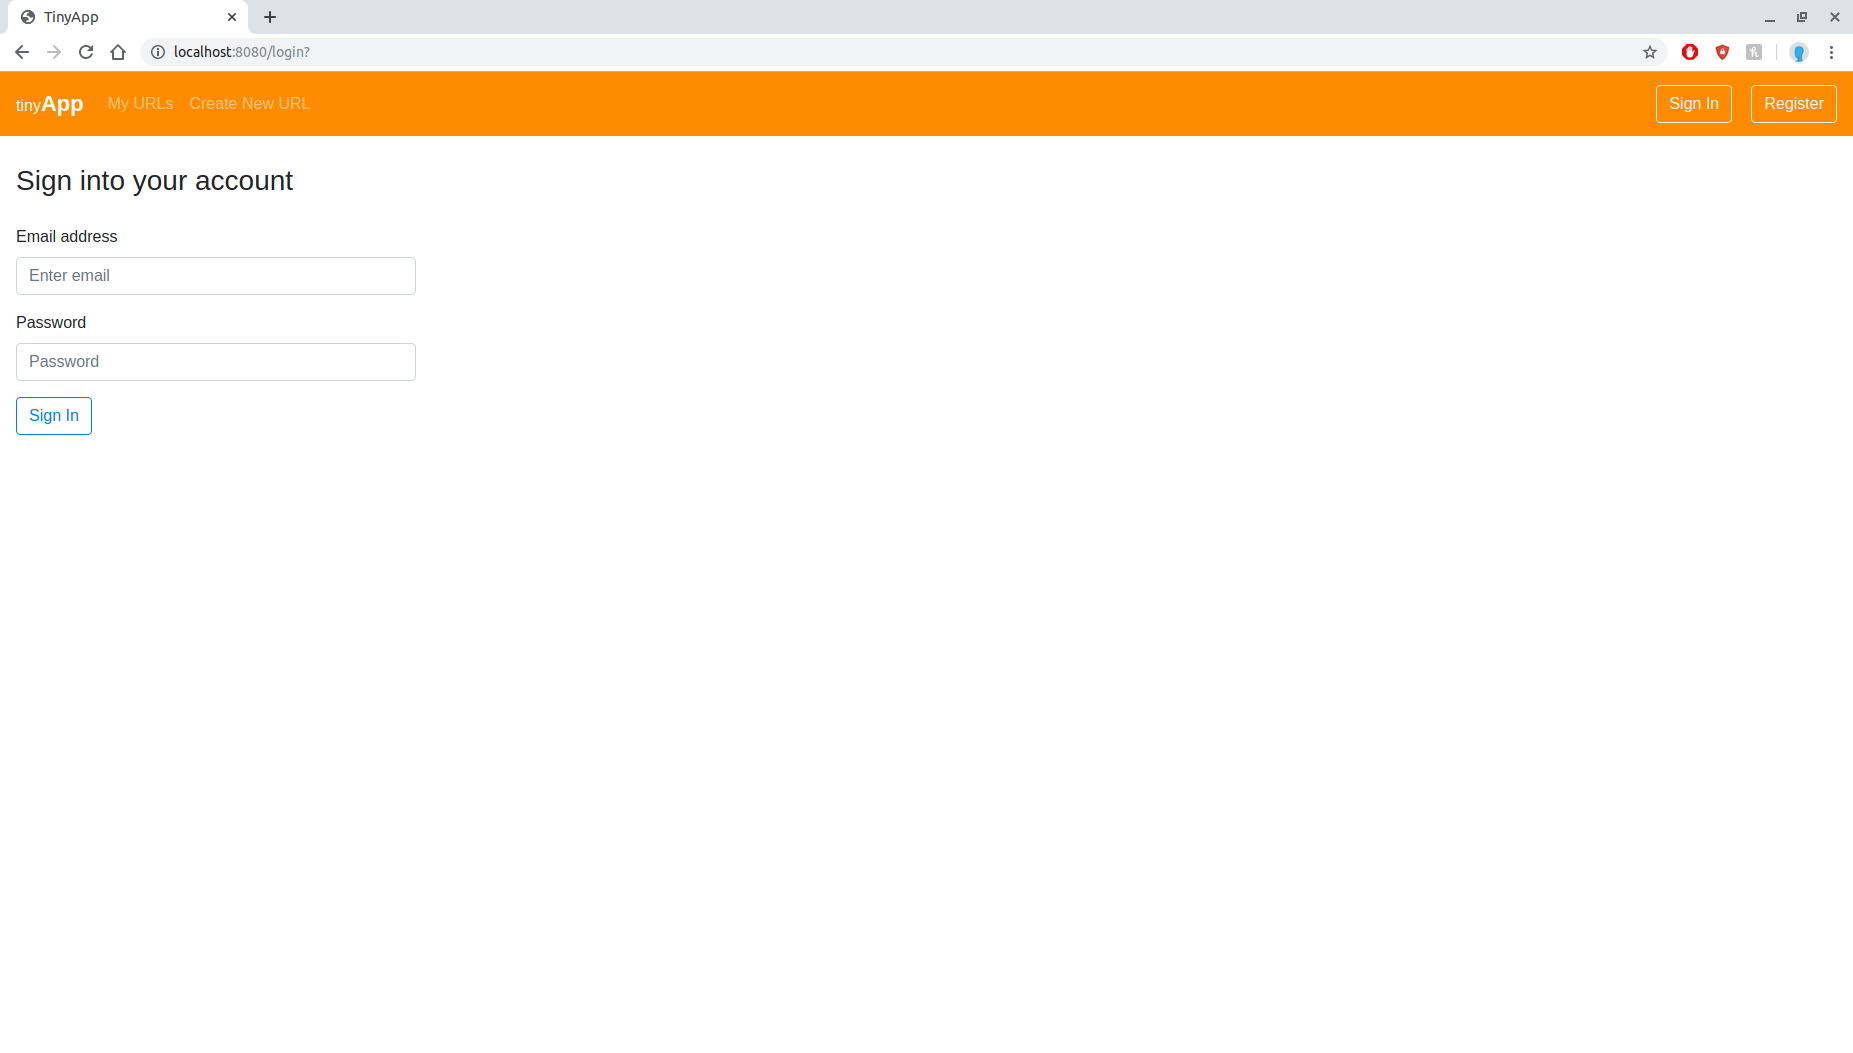 TinyApp
localhost:8080/login?
tinyApp My URLs Create New URL Sign In Register
Sign into your account
Email address
Enter email
Password
Password
Sign In